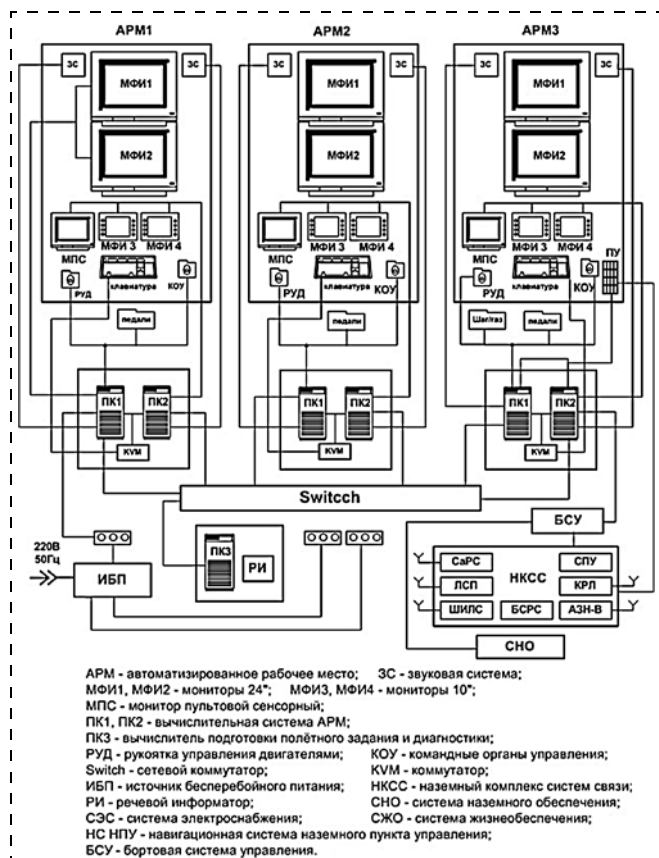 АРМ1 АРМ2 АРМ3
ЗС МФИ1 ЗС ЗС МФИ1 ЗС ЗС МФИ1 ЗС
МФИ2 МФИ2 МФИ2
МПС МФИ 3 МФИ 4 МПС МФИ 3 МФИ 4 МПС МФИ 3 МФИ 4 ПУ
РУД клавиатура КОУ РУД клавиатура КОУ РУД клавиатура КОУ
педали педали Шаг/газ педали
ПК1 ПК2 ПК1 ПК2 ПК1 ПК2
KVM KVM KVM
Switcch
220В
50Гц
ИБП
ПК3 РИ
БСУ
СаРС НКСС СПУ
ЛСП КРЛ
ШИЛС БСРС АЗН-В
СНО
АРМ - автоматизированное рабочее место; ЗС - звуковая система;
МФИ1, МФИ2 - мониторы 24"; МФИ3, МФИ4 - мониторы 10";
МПС - монитор пультовой сенсорный;
ПК1, ПК2 - вычислительная система АРМ;
ПК3 - вычислитель подготовки полётного задания и диагностики;
РУД - рукоятка управления двигателями; КОУ - командные органы управления;
Switch - сетевой коммутатор; KVM - коммутатор;
ИБП - источник бесперебойного питания; НКСС - наземный комплекс систем связи;
РИ - речевой информатор; СНО - система наземного обеспечения;
СЭС - система электроснабжения; СЖО - система жизнеобеспечения;
НС НПУ - навигационная система наземного пункта управления;
БСУ - бортовая система управления.